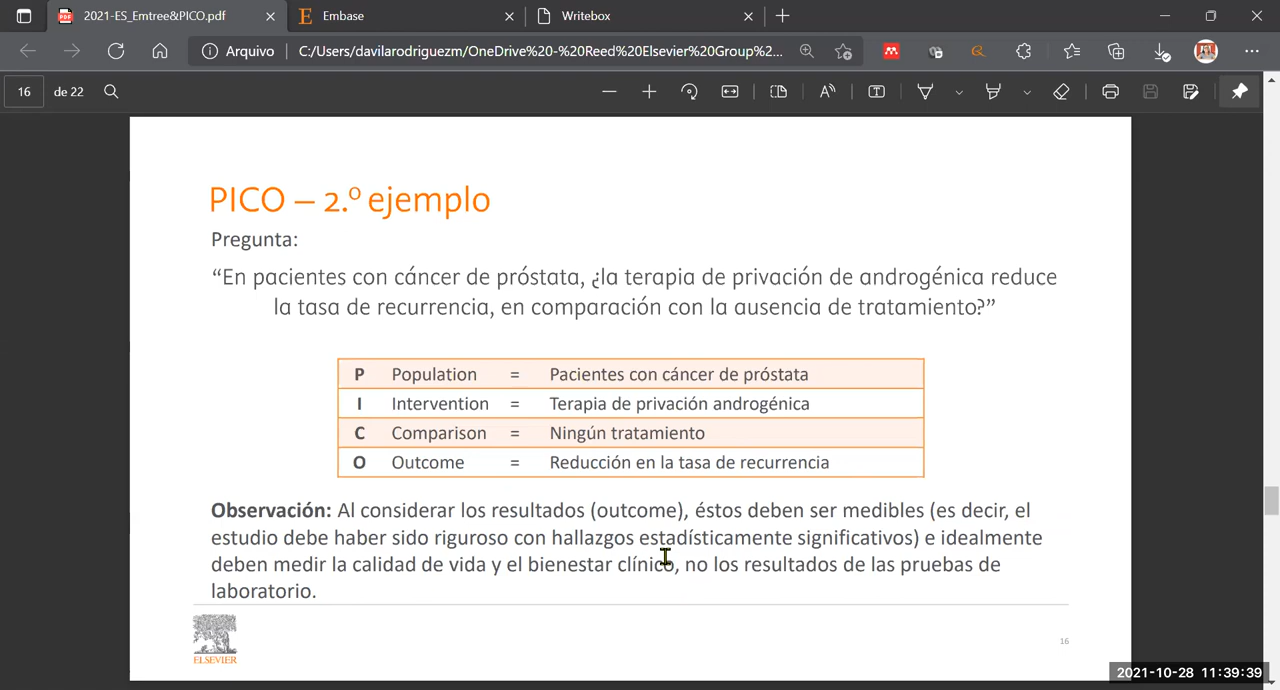 2021-ES_Emtree&PICO.pdf
Embase
Writebox
Arquivo
C:/Users/davilarodriguezm/OneDrive%20-%20Reed%20Elsevier%20Group%2...
16
de 22
PICO – 2.º ejemplo
Pregunta:
“En pacientes con cáncer de próstata, ¿la terapia de privación de androgénica reduce
la tasa de recurrencia, en comparación con la ausencia de tratamiento?”
P Population = Pacientes con cáncer de próstata
I Intervention = Terapia de privación androgénica
C Comparison = Ningún tratamiento
O Outcome = Reducción en la tasa de recurrencia
Observación: Al considerar los resultados (outcome), éstos deben ser medibles (es decir, el
estudio debe haber sido riguroso con hallazgos estadísticamente significativos) e idealmente
deben medir la calidad de vida y el bienestar clínico, no los resultados de las pruebas de
laboratorio.
ELSEVIER
16
2021-10-28 11:39:39